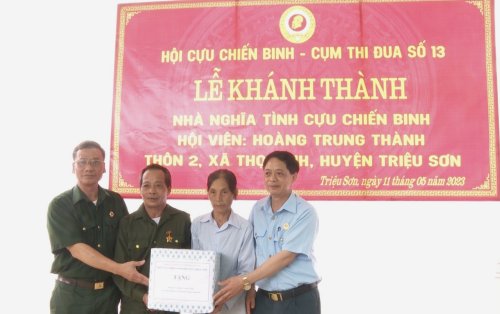 HỘI CỰU CHIẾN BINH - CỤM THI ĐUA SỐ 13
LỄ KHÁNH THÀNH
NHÀ NGHĨA TÌNH CỰU CHIẾN BINH
HỘI VIÊN: HOÀNG TRUNG THÀNH
THÔN 2, XÃ HUYỆN TRIỆU SƠN
Triệu Sơn, ngày 11 tháng 05 năm 2023
TẶNG